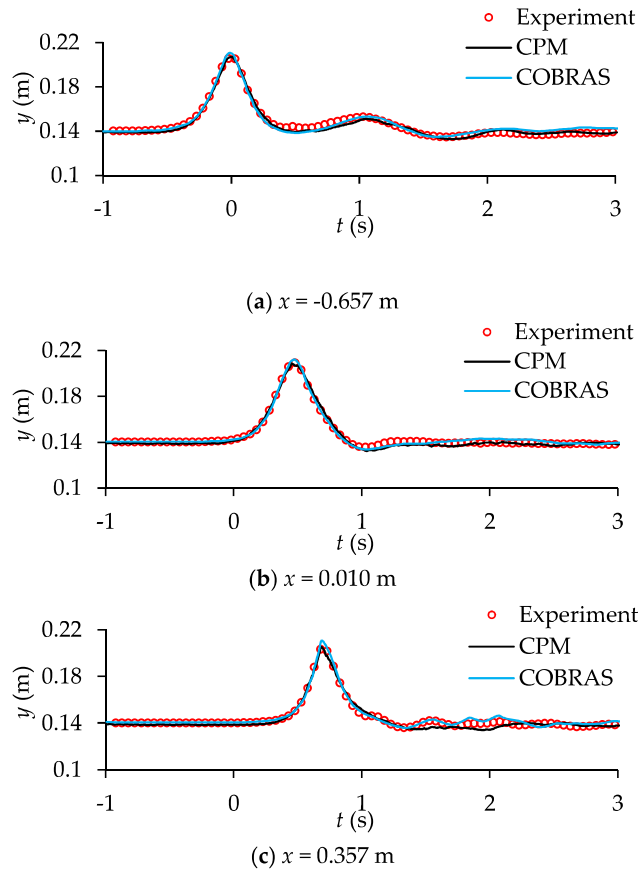 Experiment
CPM
COBRAS
0.22
0.18
0.14
0.1
y (m)
-1 0 1 2 3
t (s)
(a) x = -0.657 m
Experiment
CPM
COBRAS
0.22
0.18
0.14
0.1
y (m)
-1 0 1 2 3
t (s)
(b) x = 0.010 m
Experiment
CPM
COBRAS
0.22
0.18
0.14
0.1
y (m)
-1 0 1 2 3
t (s)
(c) x = 0.357 m